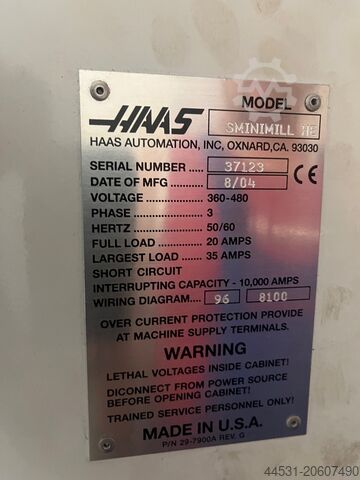 MODEL
HAAS SMINIMILL HE
HAAS AUTOMATION, INC, OXNARD, CA. 93030
SERIAL NUMBER ....... 37123 CE
DATE OF MFG ........... 8/04
VOLTAGE .................. 360-480
PHASE ....................... 3
HERTZ ....................... 50/60
FULL LOAD ............... 20 AMPS
LARGEST LOAD ........ 35 AMPS
SHORT CIRCUIT
INTERRUPTING CAPACITY - 10,000 AMPS
WIRING DIAGRAM..... 96 8100
OVER CURRENT PROTECTION PROVIDE
AT MACHINE SUPPLY TERMINALS.
WARNING
LETHAL VOLTAGES INSIDE CABINET!
DICONNECT FROM POWER SOURCE
BEFORE OPENING CABINET!
TRAINED SERVICE PERSONNEL ONLY!
MADE IN U.S.A.
P/N 29-7900A REV. G
44531-20607490